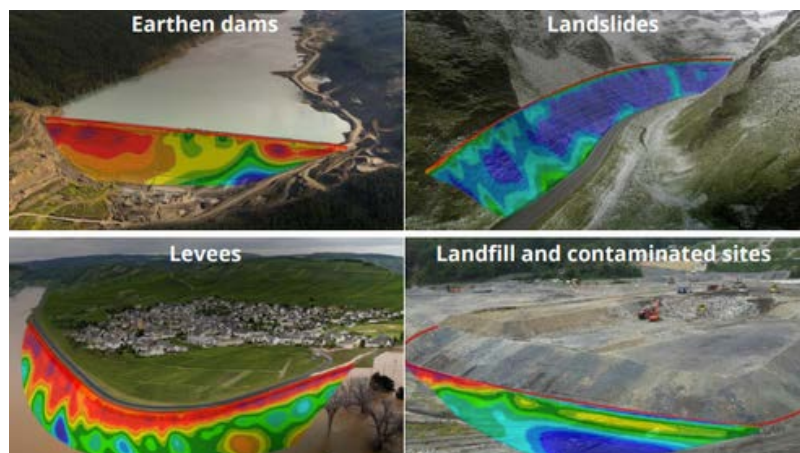 Earthen dams
Landslides
Levees
Landfill and contaminated sites